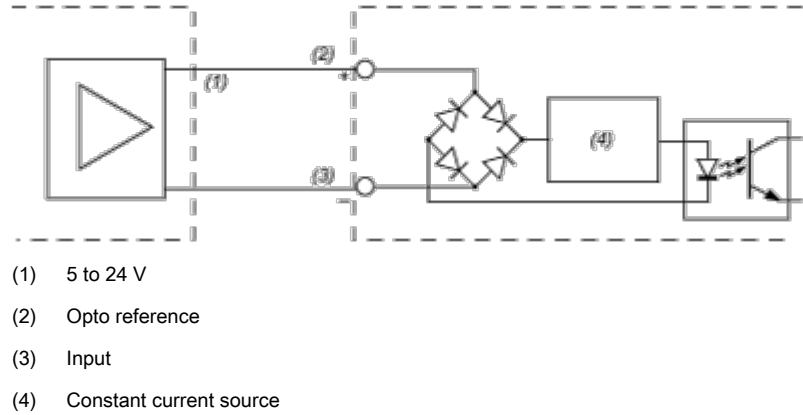 (2)
(1)
+
(4)
(3)
−
(1) 5 to 24 V
(2) Opto reference
(3) Input
(4) Constant current source